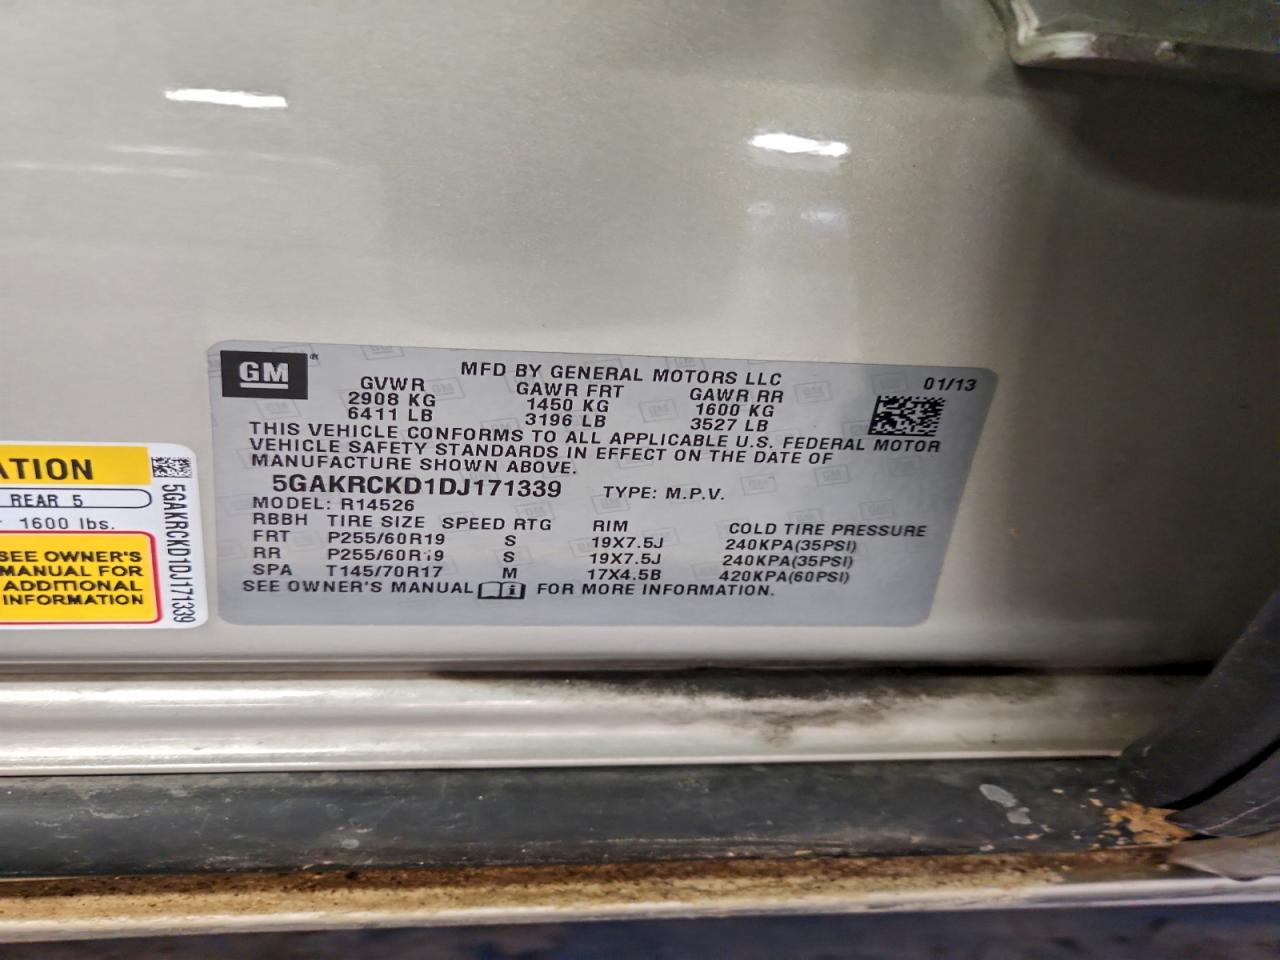 GM
MFD BY GENERAL MOTORS LLC
01/13
GVWR GAWR FRT GAWR RR
2908 KG 1450 KG 1600 KG
6411 LB 3196 LB 3527 LB
THIS VEHICLE CONFORMS TO ALL APPLICABLE U.S. FEDERAL MOTOR
VEHICLE SAFETY STANDARDS IN EFFECT ON THE DATE OF
MANUFACTURE SHOWN ABOVE.
5GAKRCKD1DJ171339 TYPE: M.P.V.
MODEL: R14526
RBBH TIRE SIZE SPEED RTG RIM COLD TIRE PRESSURE
FRT P255/60R19 S 19X7.5J 240KPA(35PSI)
RR P255/60R19 S 19X7.5J 240KPA(35PSI)
SPA T145/70R17 M 17X4.5B 420KPA(60PSI)
SEE OWNER'S MANUAL FOR MORE INFORMATION.
ATION
REAR 5
1600 lbs.
SEE OWNER'S
MANUAL FOR
ADDITIONAL
INFORMATION
5GAKRCKD1DJ171339